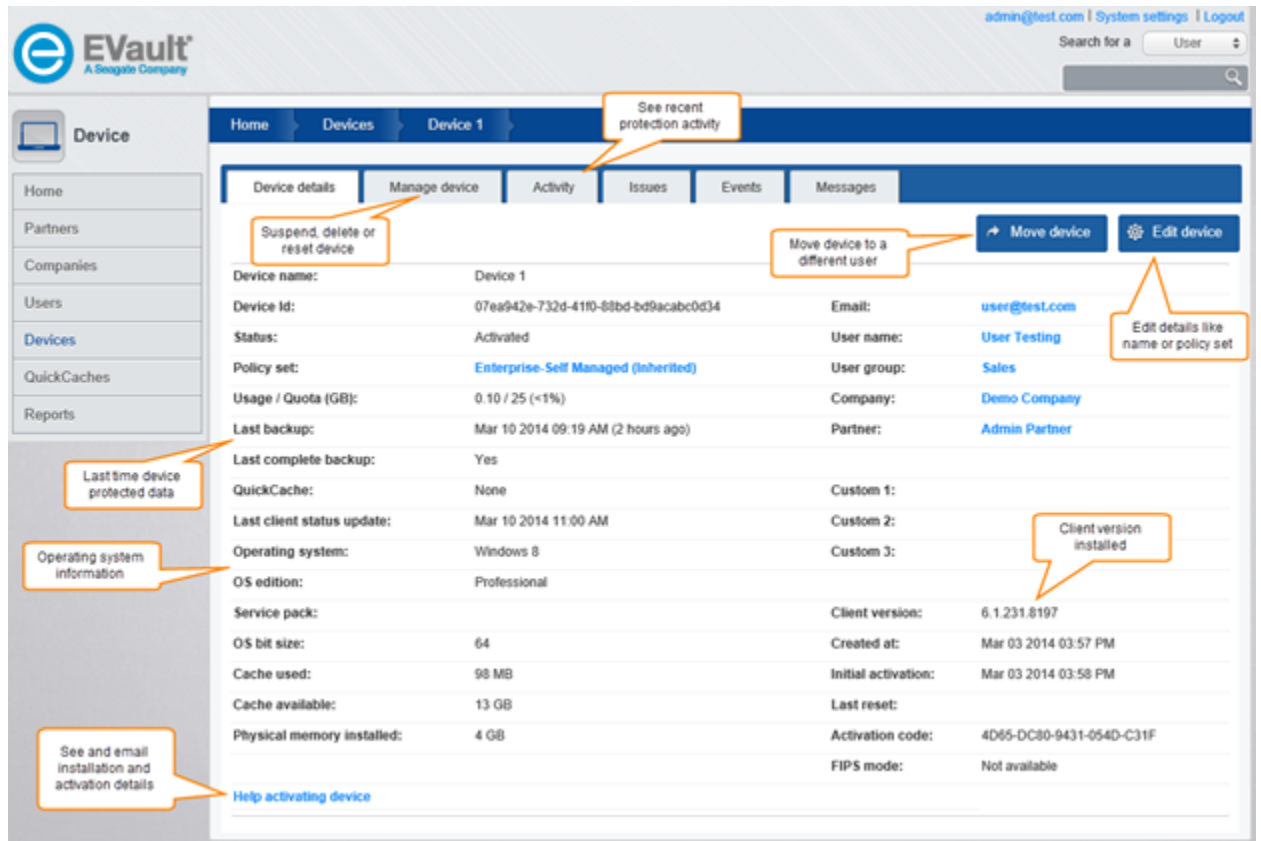 admin@test.com | System settings | Logout
EVault®
A Seagate Company
Search for a User
Device
Home
Partners
Companies
Users
Devices
QuickCaches
Reports
See recent
protection activity
Home Devices Device 1
Device details Manage device Activity Issues Events Messages
Suspend, delete or
reset device
Move device to a
different user
Move device Edit device
Edit details like
name or policy set
Device name: Device 1
Device Id: 07ea942e-732d-41f0-88bd-bd9acabc0d34 Email: user@test.com
Status: Activated User name: User Testing
Policy set: Enterprise-Self Managed (Inherited) User group: Sales
Usage / Quota (GB): 0.10 / 25 (<1%) Company: Demo Company
Last backup: Mar 10 2014 09:19 AM (2 hours ago) Partner: Admin Partner
Last time device
protected data
Last complete backup: Yes
QuickCache: None Custom 1:
Last client status update: Mar 10 2014 11:00 AM Custom 2:
Client version
installed
Operating system
information
Operating system: Windows 8 Custom 3:
OS edition: Professional
Service pack: Client version: 6.1.231.8197
OS bit size: 64 Created at: Mar 03 2014 03:57 PM
Cache used: 98 MB Initial activation: Mar 03 2014 03:58 PM
Cache available: 13 GB Last reset:
Physical memory installed: 4 GB Activation code: 4D65-DC80-9431-054D-C31F
FIPS mode: Not available
See and email
installation and
activation details
Help activating device